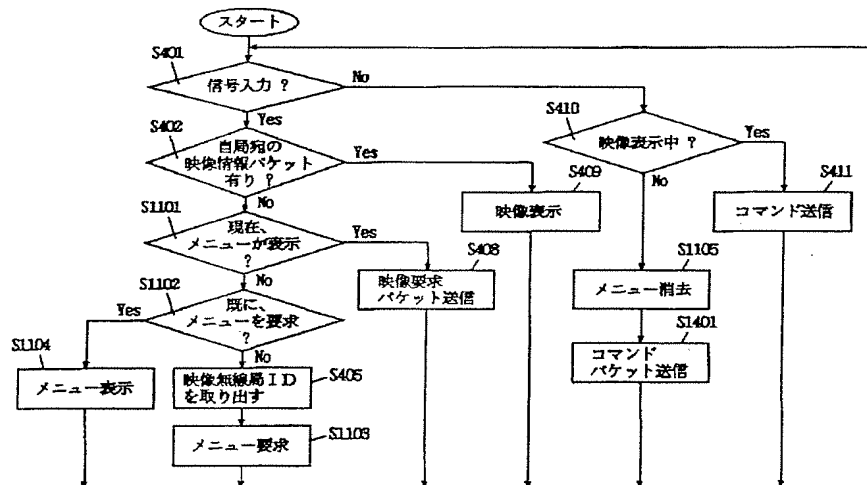 スタート
S401
信号入力 ?
No
Yes
S402
自局宛の
映像情報パケット
有り ?
Yes
No
S410
映像表示中 ?
Yes
No
S409
映像表示
S411
コマンド送信
S1101
現在、
メニューが表示
?
Yes
No
S408
映像要求
パケット送信
S1105
メニュー消去
S1102
既に、
メニューを要求
?
Yes
No
S1401
コマンド
パケット送信
S1104
メニュー表示
S405
映像無線局ID
を取り出す
S1103
メニュー要求